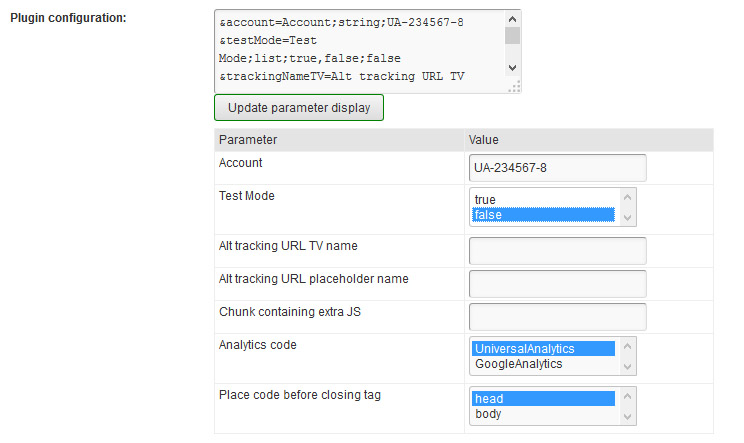 Plugin configuration:
&account=Account;string;UA-234567-8
&testMode=Test
Mode;list;true,false;false
&trackingNameTV=Alt tracking URL TV
Update parameter display
Parameter Value
Account UA-234567-8
Test Mode true
false
Alt tracking URL TV name
Alt tracking URL placeholder name
Chunk containing extra JS
Analytics code UniversalAnalytics
GoogleAnalytics
Place code before closing tag head
body